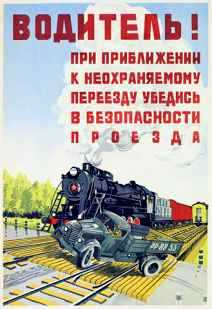 ВОДИТЕЛЬ!
ПРИ ПРИБЛИЖЕНИИ
К НЕОХРАНЯЕМОМУ
ПЕРЕЕЗДУ УБЕДИСЬ
В БЕЗОПАСНОСТИ
ПРОЕЗДА